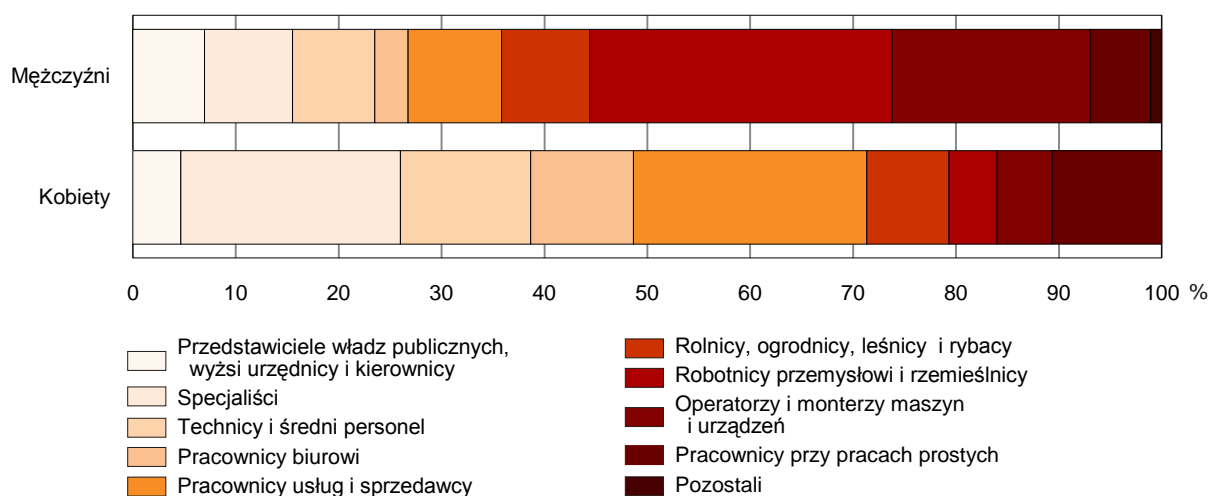 Mężczyźni
Kobiety
0 10 20 30 40 50 60 70 80 90 100 %
Przedstawiciele władz publicznych,
wyżsi urzędnicy i kierownicy
Specjaliści
Technicy i średni personel
Pracownicy biurowi
Pracownicy usług i sprzedawcy
Rolnicy, ogrodnicy, leśnicy i rybacy
Robotnicy przemysłowi i rzemieślnicy
Operatorzy i monterzy maszyn
i urządzeń
Pracownicy przy pracach prostych
Pozostali